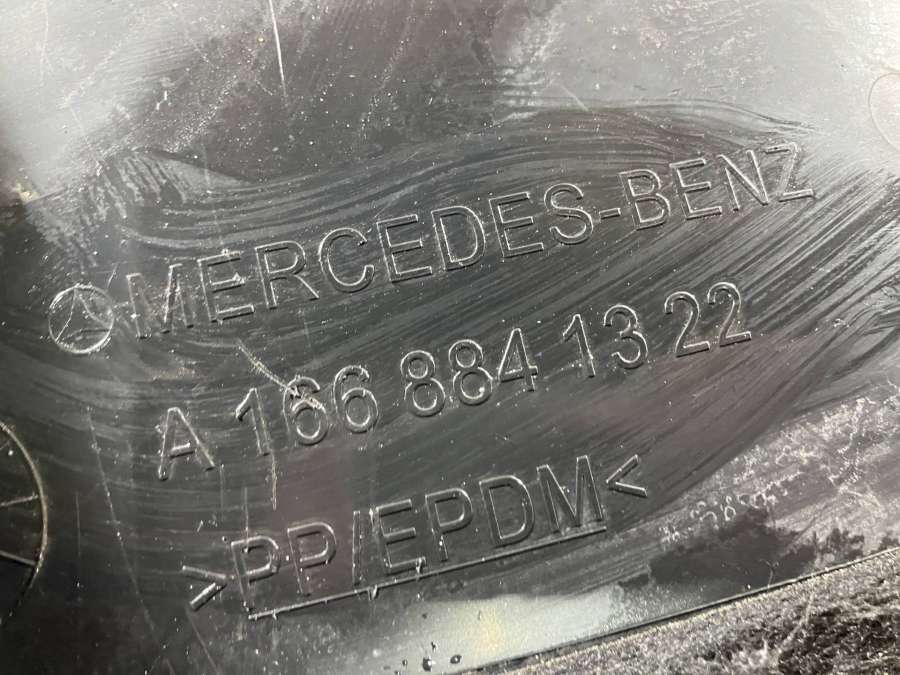 MERCEDES-BENZ
A 166 884 13 22
>PP/EPDM<